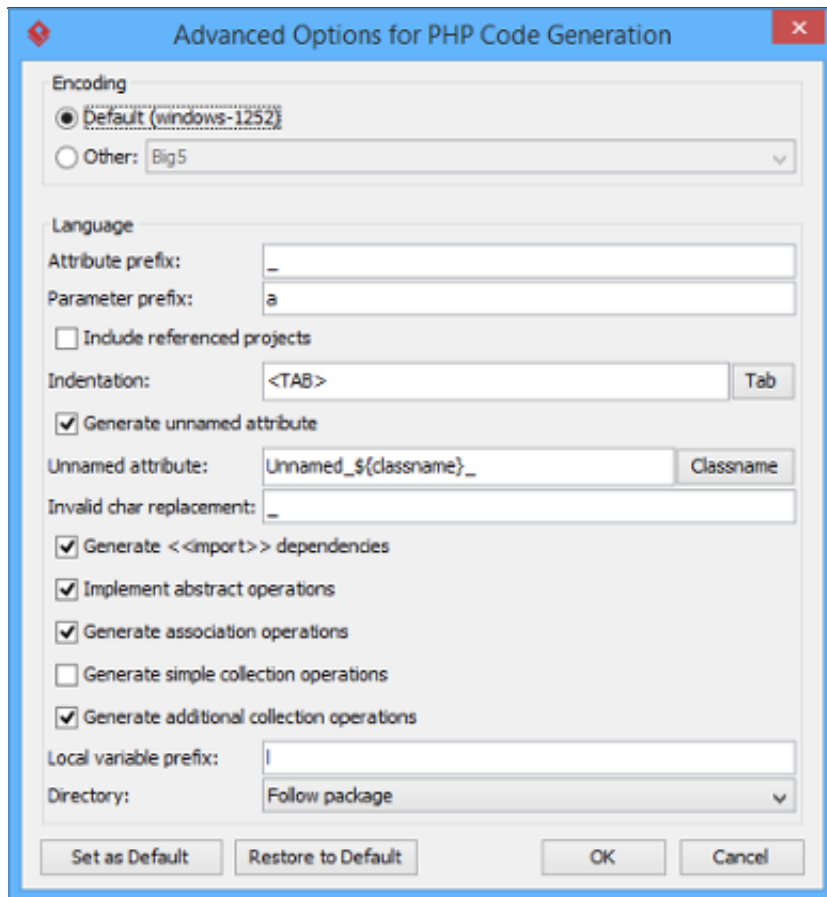 Advanced Options for PHP Code Generation
Encoding
Default (windows-1252)
Other: Big5
Language
Attribute prefix: _
Parameter prefix: a
Include referenced projects
Indentation: <TAB> Tab
Generate unnamed attribute
Unnamed attribute: Unnamed_${classname}_ Classname
Invalid char replacement: _
Generate <<import>> dependencies
Implement abstract operations
Generate association operations
Generate simple collection operations
Generate additional collection operations
Local variable prefix: l
Directory: Follow package
Set as Default Restore to Default OK Cancel